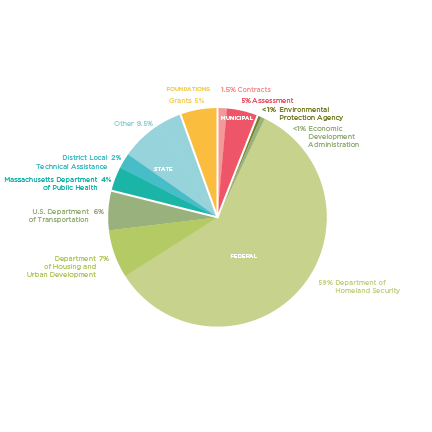 FOUNDATIONS
Grants 5%
1.5% Contracts
5% Assessment
MUNICIPAL
<1% Environmental
Protection Agency
<1% Economic
Development
Administration
Other 9.5%
STATE
District Local 2%
Technical Assistance
Massachusetts Department 4%
of Public Health
U.S. Department 6%
of Transportation
Department 7%
of Housing and
Urban Development
FEDERAL
59% Department of
Homeland Security